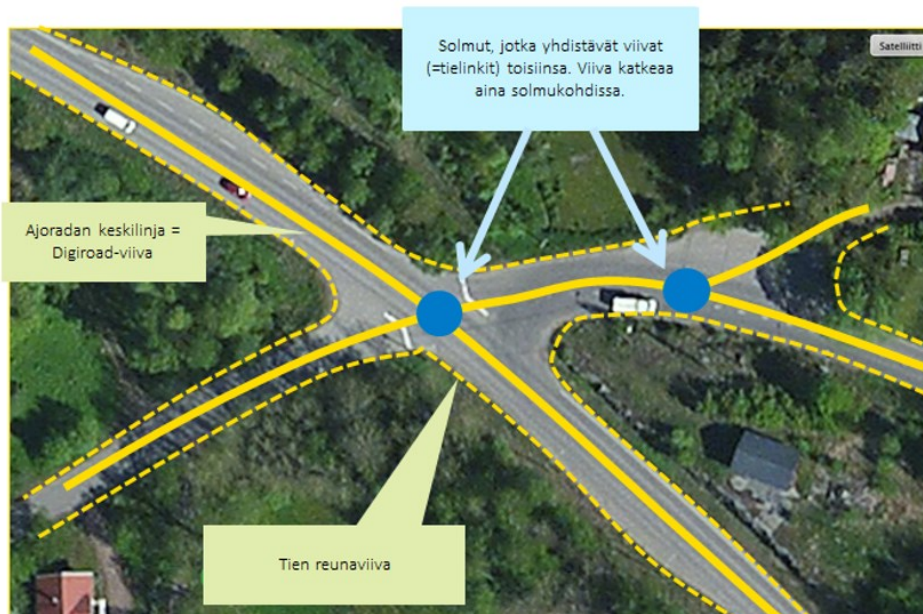 Solmut, jotka yhdistävät viivat
(=tielinkit) toisiinsa. Viiva katkeaa
aina solmukohdissa.
Satelliitti
Ajoradan keskilinja =
Digiroad-viiva
Tien reunaviiva